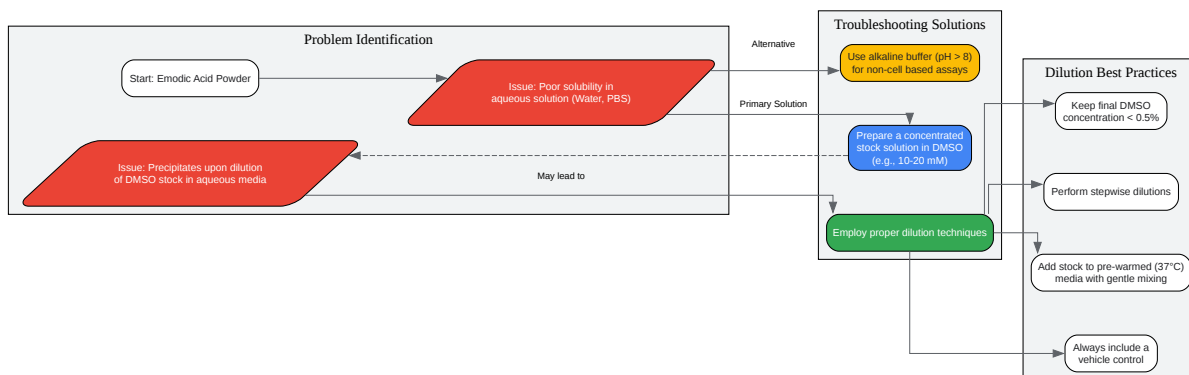 Problem Identification
Start: Emodic Acid Powder
Issue: Poor solubility in
aqueous solution (Water, PBS)
Issue: Precipitates upon dilution
of DMSO stock in aqueous media
Alternative
Primary Solution
May lead to
Troubleshooting Solutions
Use alkaline buffer (pH > 8)
for non-cell based assays
Prepare a concentrated
stock solution in DMSO
(e.g., 10-20 mM)
Employ proper dilution techniques
Dilution Best Practices
Keep final DMSO
concentration < 0.5%
Perform stepwise dilutions
Add stock to pre-warmed (37°C)
media with gentle mixing
Always include a
vehicle control